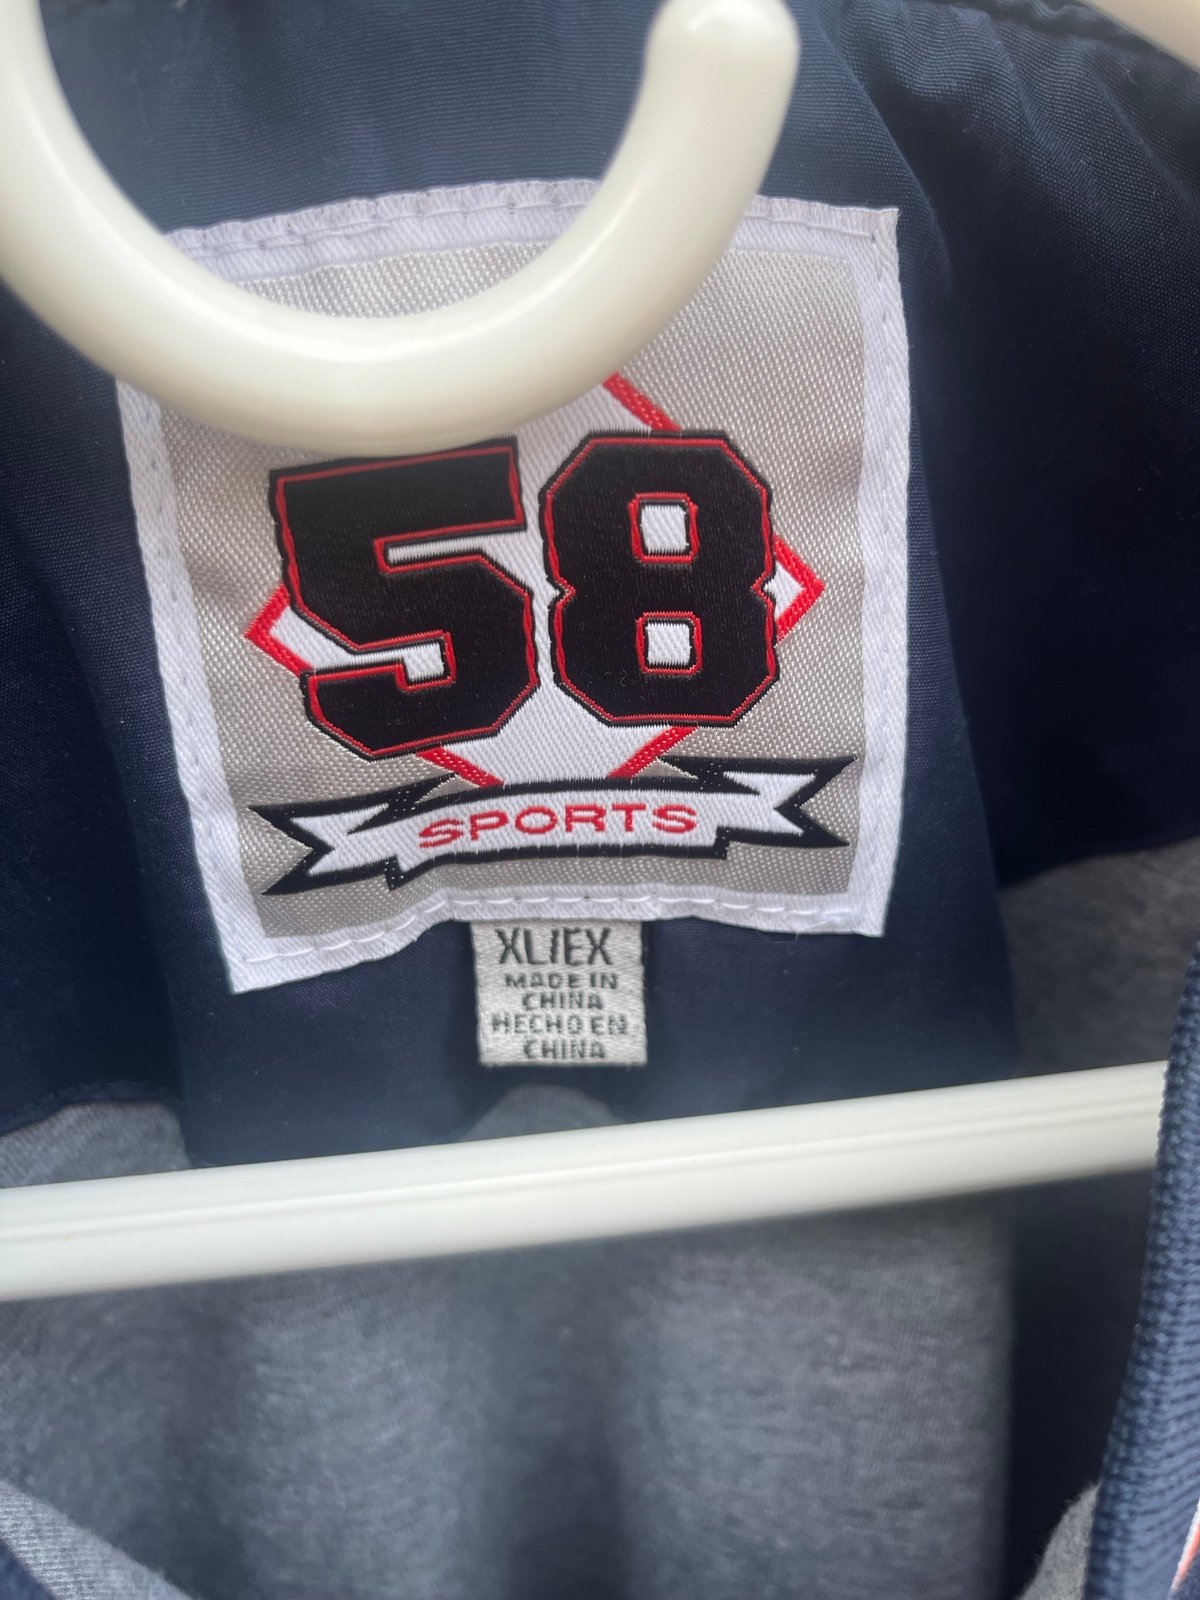 58
SPORTS
XL/EX
MADE IN
CHINA
HECHO EN
CHINA